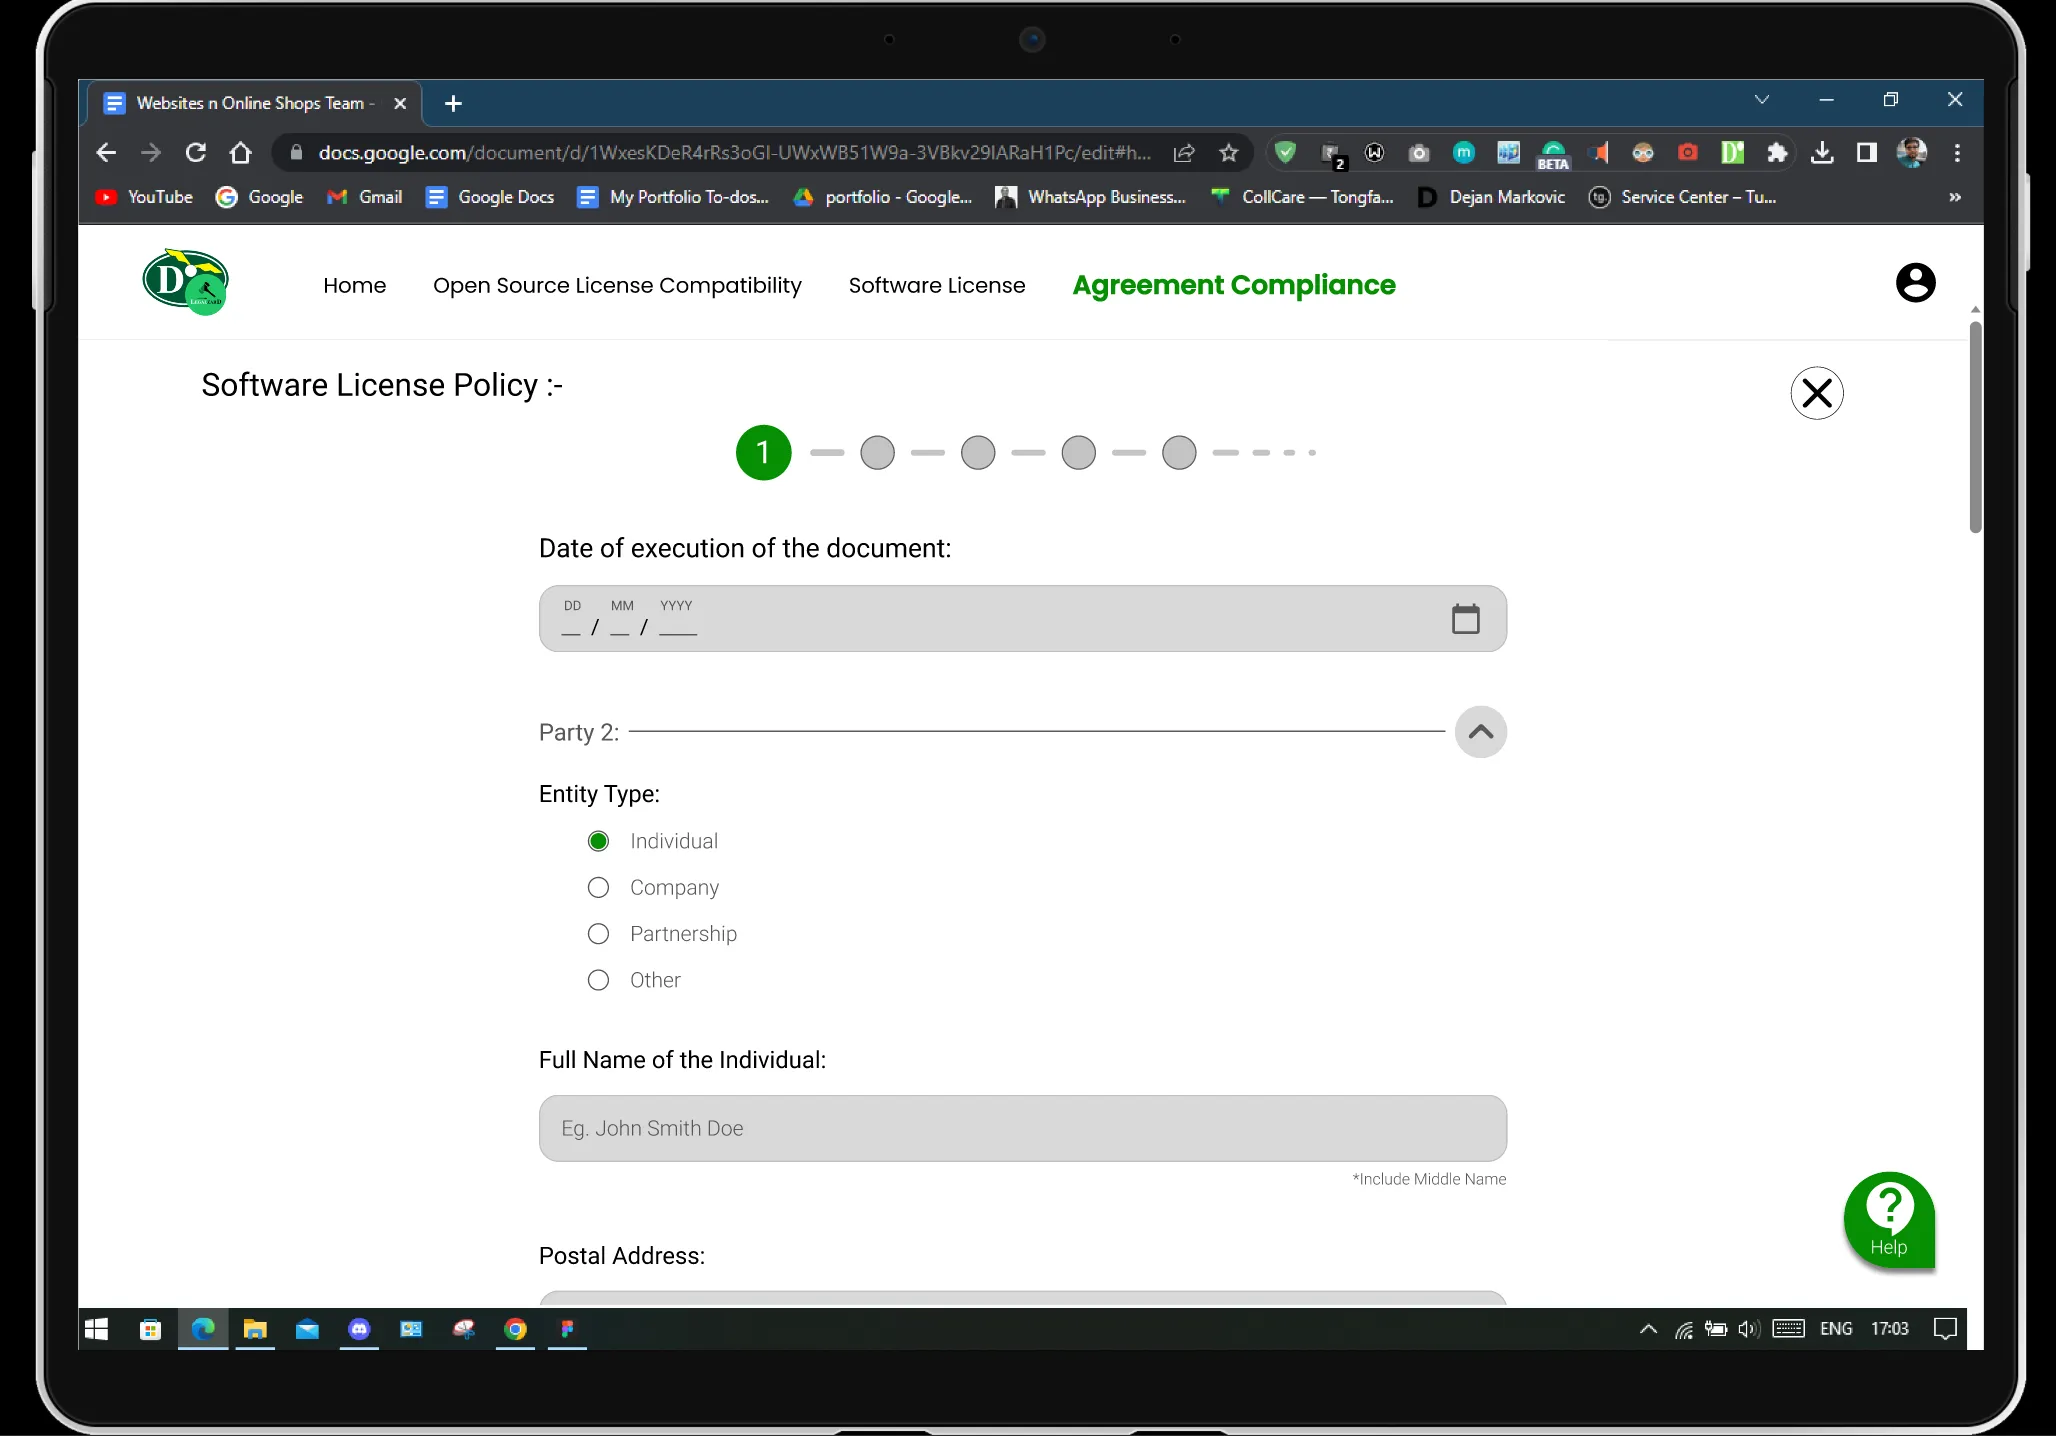 Websites n Online Shops Team -
docs.google.com/document/d/1WxesKDeR4rRs3oGI-UWxWB51W9a-3VBkv29IARaH1Pc/edit#h...
2
BETA
YouTube Google Gmail Google Docs My Portfolio To-dos... portfolio - Google... WhatsApp Business... CollCare — Tongfa... Dejan Markovic tg. Service Center – Tu... »
D
Home Open Source License Compatibility Software License Agreement Compliance
Software License Policy :-
1
Date of execution of the document:
DD MM YYYY
__ / __ / ____
Party 2:
Entity Type:
Individual
Company
Partnership
Other
Full Name of the Individual:
Eg. John Smith Doe
*Include Middle Name
Postal Address:
?
Help
ENG 17:03